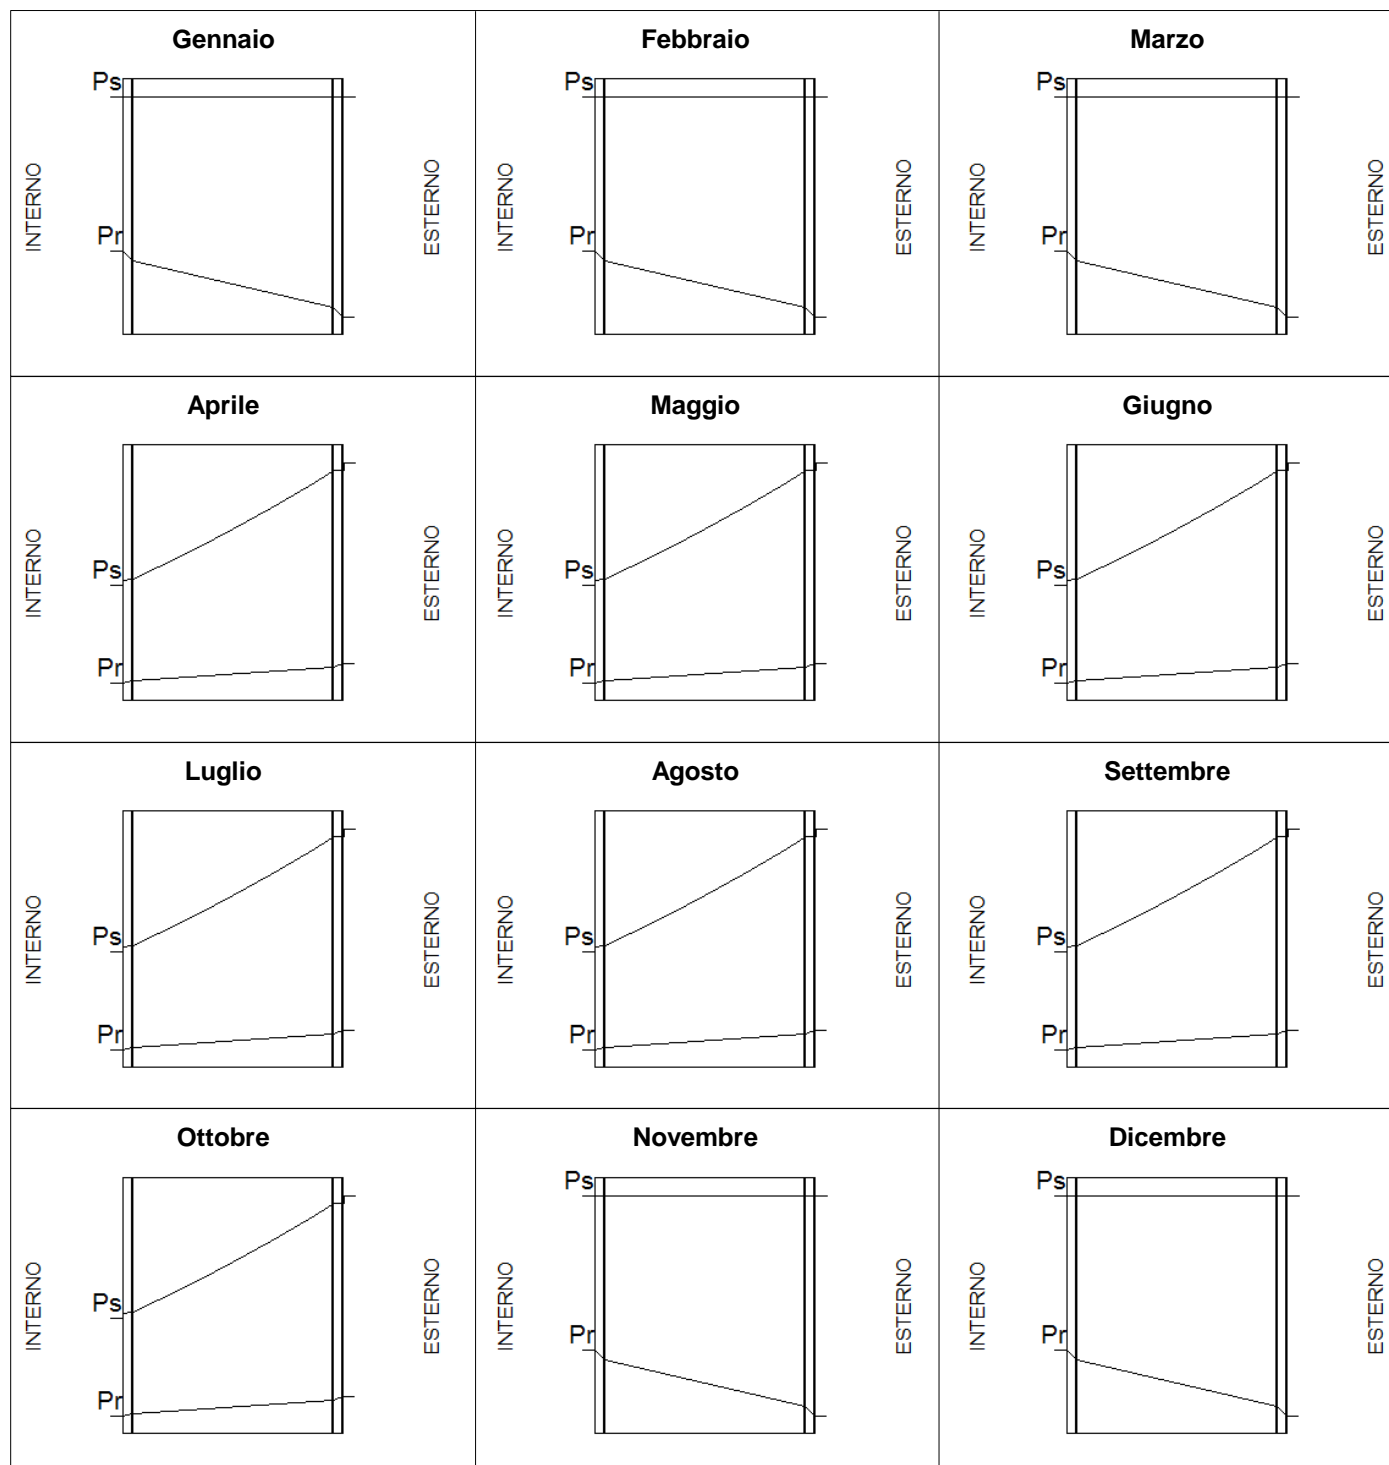 Gennaio
Ps
Pr
INTERNO
ESTERNO
Febbraio
Ps
Pr
INTERNO
ESTERNO
Marzo
Ps
Pr
INTERNO
ESTERNO
Aprile
Ps
Pr
INTERNO
ESTERNO
Maggio
Ps
Pr
INTERNO
ESTERNO
Giugno
Ps
Pr
INTERNO
ESTERNO
Luglio
Ps
Pr
INTERNO
ESTERNO
Agosto
Ps
Pr
INTERNO
ESTERNO
Settembre
Ps
Pr
INTERNO
ESTERNO
Ottobre
Ps
Pr
INTERNO
ESTERNO
Novembre
Ps
Pr
INTERNO
ESTERNO
Dicembre
Ps
Pr
INTERNO
ESTERNO